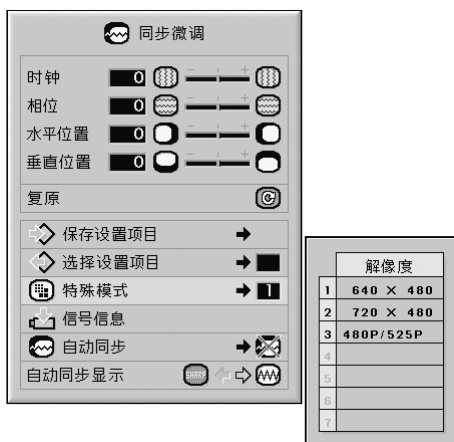 同步微调
时钟 0 - +
相位 0 - +
水平位置 0 - +
垂直位置 0 - +
复原
保存设置项目
选择设置项目
特殊模式 1
信号信息
自动同步
自动同步显示 SHARP
解像度
1 640 × 480
2 720 × 480
3 480P/525P
4
5
6
7